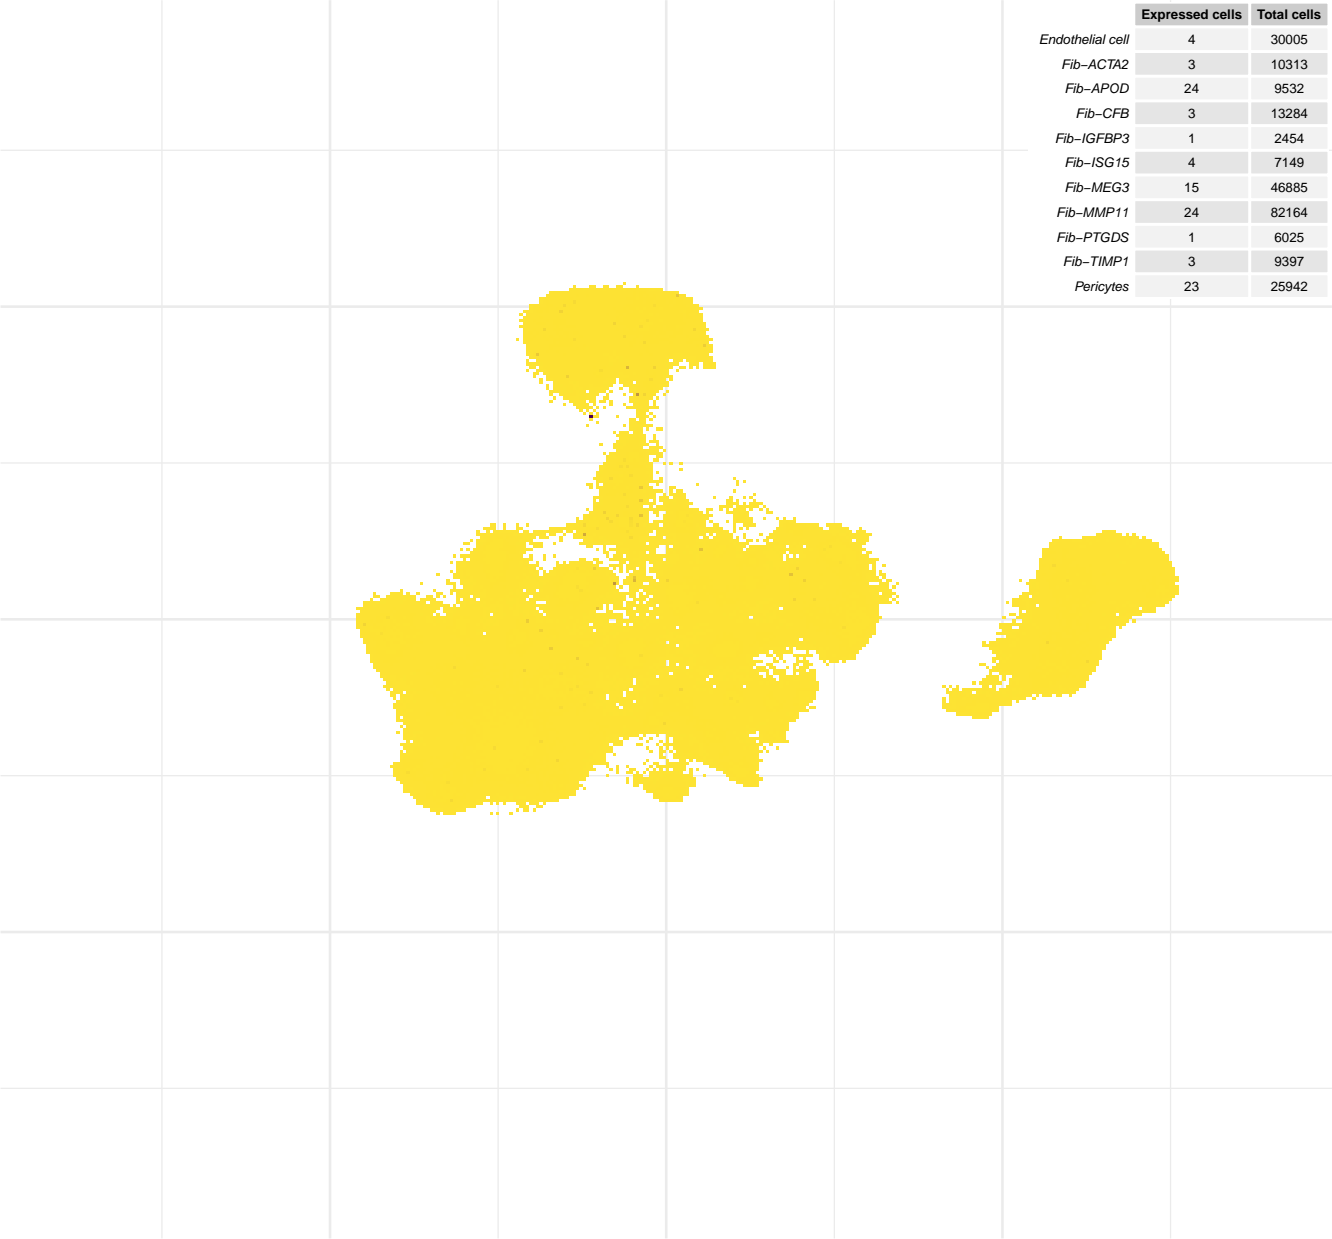 Expressed cells Total cells
Endothelial cell 4 30005
Fib−ACTA2 3 10313
Fib−APOD 24 9532
Fib−CFB 3 13284
Fib−IGFBP3 1 2454
Fib−ISG15 4 7149
Fib−MEG3 15 46885
Fib−MMP11 24 82164
Fib−PTGDS 1 6025
Fib−TIMP1 3 9397
Pericytes 23 25942